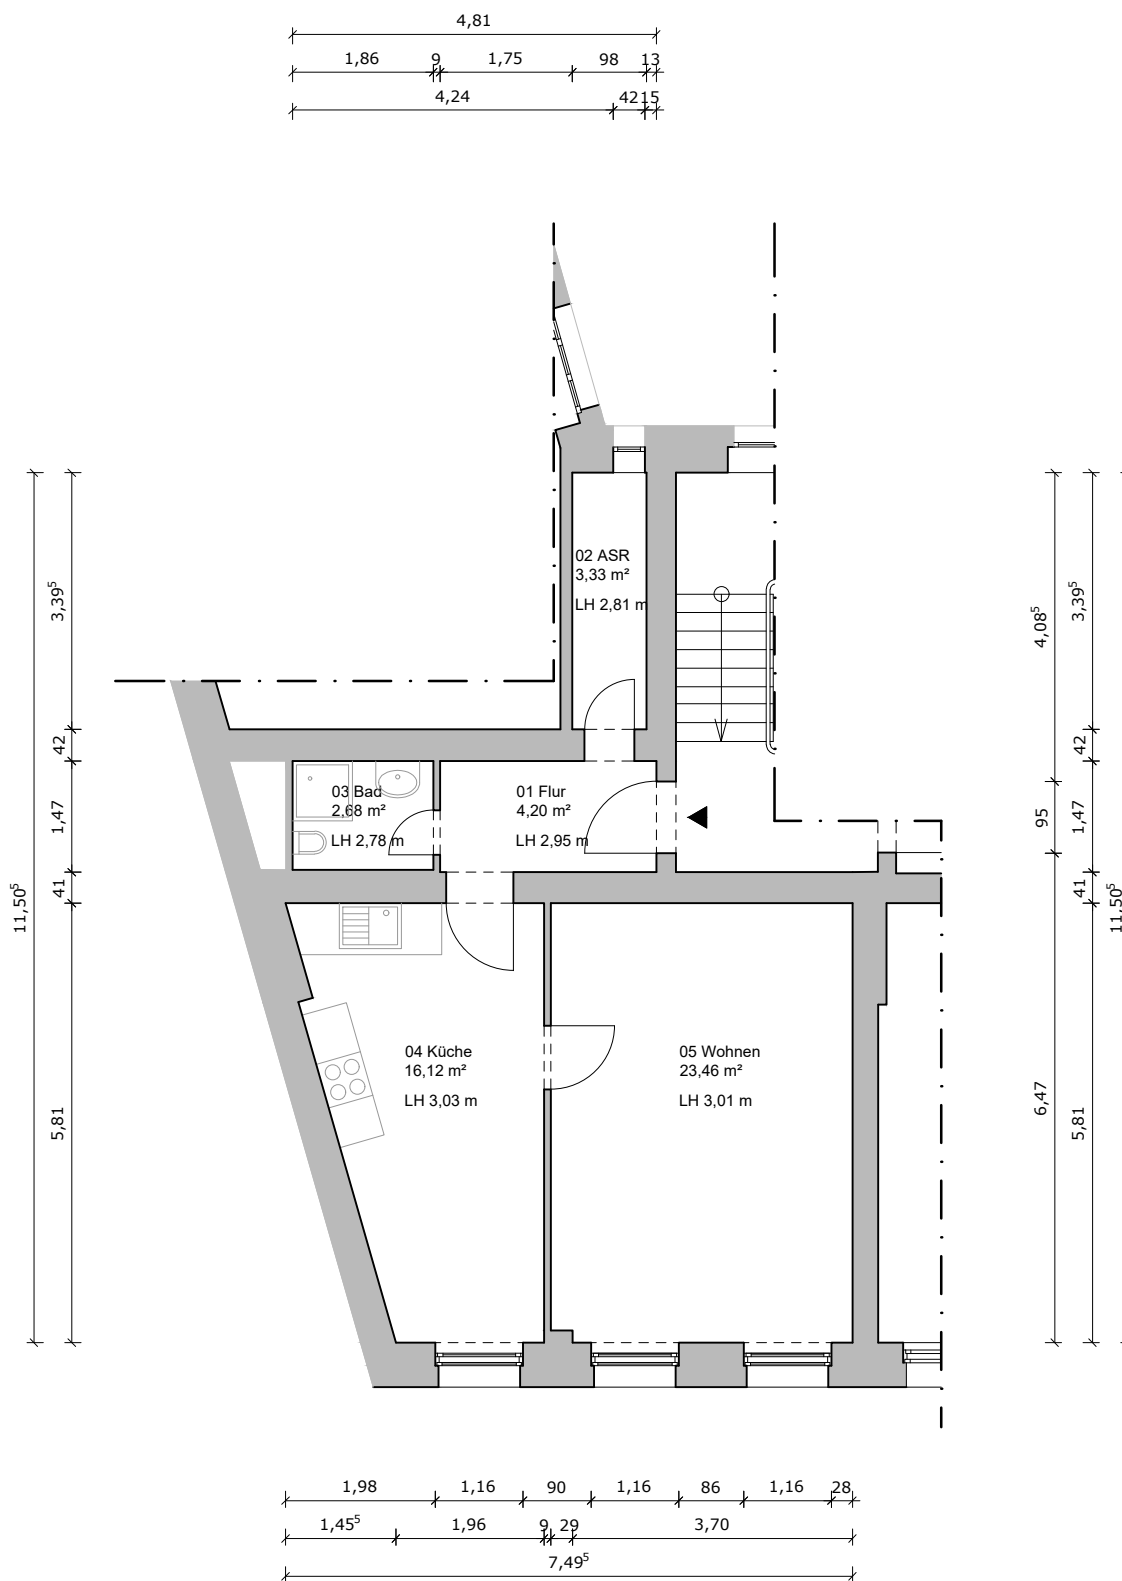 4,81
1,86 9 1,75 98 13
4,24 42 15
02 ASR
3,33 m²
LH 2,81 m
3,39⁵
42
1,47
41
5,81
11,50⁵
4,08⁵
95
6,47
3,39⁵
42
1,47
41
5,81
11,50⁵
03 Bad
2,68 m²
LH 2,78 m
01 Flur
4,20 m²
LH 2,95 m
04 Küche
16,12 m²
LH 3,03 m
05 Wohnen
23,46 m²
LH 3,01 m
1,98 1,16 90 1,16 86 1,16 28
1,45⁵ 1,96 9 29 3,70
7,49⁵